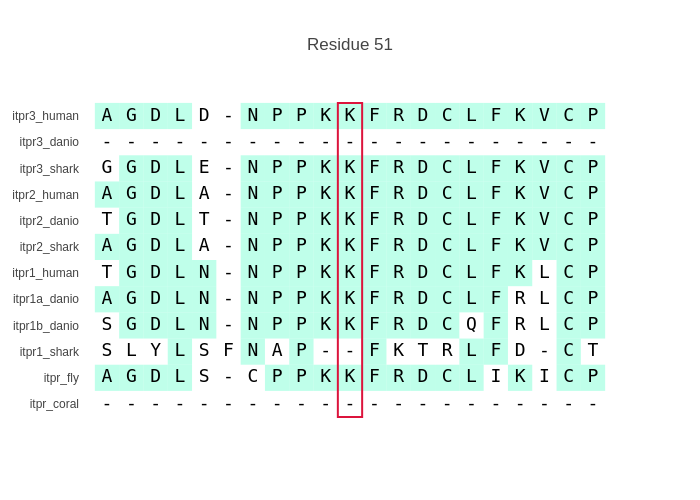 Residue 51
itpr3_human A G D L D - N P P K K F R D C L F K V C P
itpr3_danio - - - - - - - - - - - - - - - - - - - - -
itpr3_shark G G D L E - N P P K K F R D C L F K V C P
itpr2_human A G D L A - N P P K K F R D C L F K V C P
itpr2_danio T G D L T - N P P K K F R D C L F K V C P
itpr2_shark A G D L A - N P P K K F R D C L F K V C P
itpr1_human T G D L N - N P P K K F R D C L F K L C P
itpr1a_danio A G D L N - N P P K K F R D C L F R L C P
itpr1b_danio S G D L N - N P P K K F R D C Q F R L C P
itpr1_shark S L Y L S F N A P - - F K T R L F D - C T
itpr_fly A G D L S - C P P K K F R D C L I K I C P
itpr_coral - - - - - - - - - - - - - - - - - - - - -